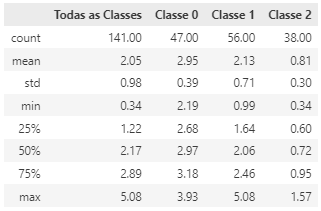 Todas as Classes Classe 0 Classe 1 Classe 2
count 141.00 47.00 56.00 38.00
mean 2.05 2.95 2.13 0.81
std 0.98 0.39 0.71 0.30
min 0.34 2.19 0.99 0.34
25% 1.22 2.68 1.64 0.60
50% 2.17 2.97 2.06 0.72
75% 2.89 3.18 2.46 0.95
max 5.08 3.93 5.08 1.57